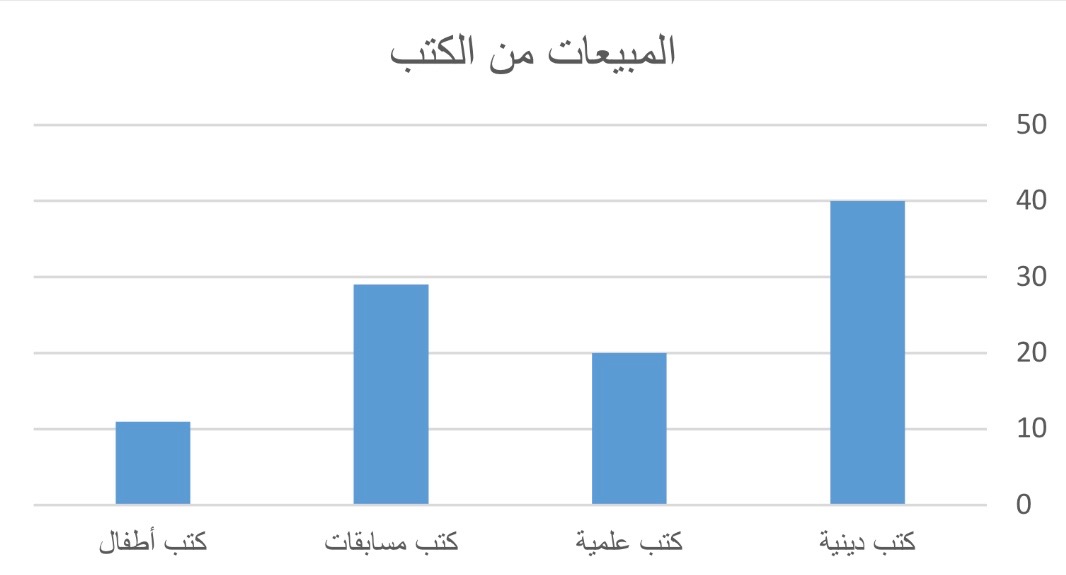 المبيعات من الكتب
50
40
30
20
10
0
كتب دينية
كتب علمية
كتب مسابقات
كتب أطفال